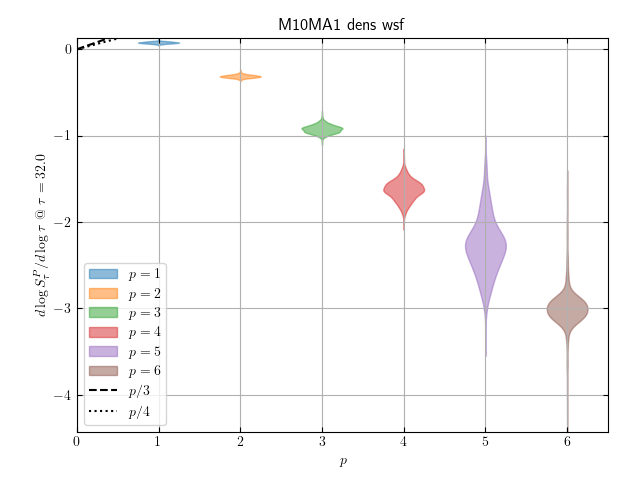 M10MA1 dens wsf
d log S_τ^P / d log τ @ τ = 32.0
0
−1
−2
−3
−4
p = 1
p = 2
p = 3
p = 4
p = 5
p = 6
p/3
p/4
0 1 2 3 4 5 6
p